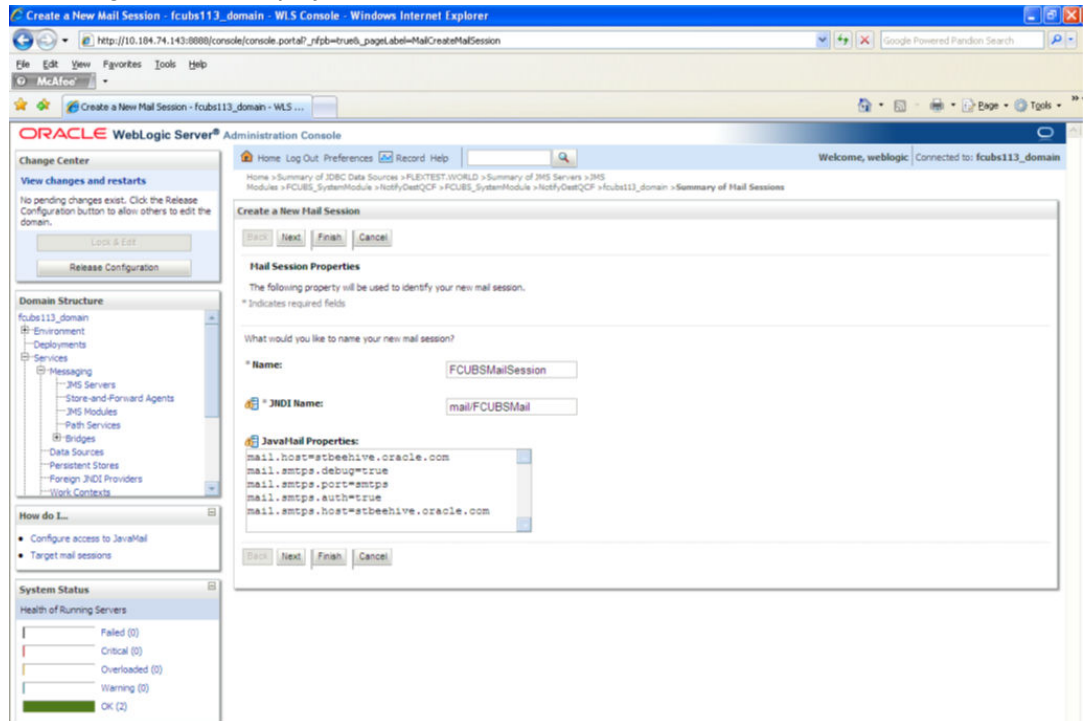 Create a New Mail Session - fcubs113_domain - WLS Console - Windows Internet Explorer
http://10.184.74.143:8888/console/console.portal?_nfpb=true&_pageLabel=MailCreateMailSession
Google Powered Pandion Search
File Edit View Favorites Tools Help
McAfee
Create a New Mail Session - fcubs113_domain - WLS ...
Page Tools
ORACLE WebLogic Server® Administration Console
Change Center
View changes and restarts
No pending changes exist. Click the Release
Configuration button to allow others to edit the
domain.
Lock & Edit
Release Configuration
Domain Structure
fcubs113_domain
Environment
Deployments
Services
Messaging
JMS Servers
Store-and-Forward Agents
JMS Modules
Path Services
Bridges
Data Sources
Persistent Stores
Foreign JNDI Providers
Work Contexts
How do I...
Configure access to JavaMail
Target mail sessions
System Status
Health of Running Servers
Failed (0)
Critical (0)
Overloaded (0)
Warning (0)
OK (2)
Home Log Out Preferences Record Help
Welcome, weblogic Connected to: fcubs113_domain
Home >Summary of JDBC Data Sources >FLEXTEST.WORLD >Summary of JMS Servers >JMS
Modules >FCUBS_SystemModule >NotifyDestQCF >FCUBS_SystemModule >NotifyDestQCF >fcubs113_domain >Summary of Mail Sessions
Create a New Mail Session
Back Next Finish Cancel
Mail Session Properties
The following property will be used to identify your new mail session.
* Indicates required fields
What would you like to name your new mail session?
* Name: FCUBSMailSession
* JNDI Name: mail/FCUBSMail
JavaMail Properties:
mail.host=stbeehive.oracle.com
mail.smtps.debug=true
mail.smtps.port=smtps
mail.smtps.auth=true
mail.smtps.host=stbeehive.oracle.com
Back Next Finish Cancel